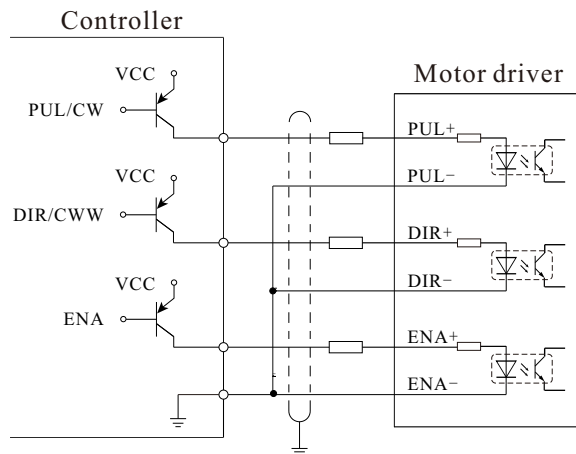 Controller
Motor driver
VCC
PUL/CW
PUL+
PUL−
VCC
DIR/CWW
DIR+
DIR−
VCC
ENA
ENA+
ENA−